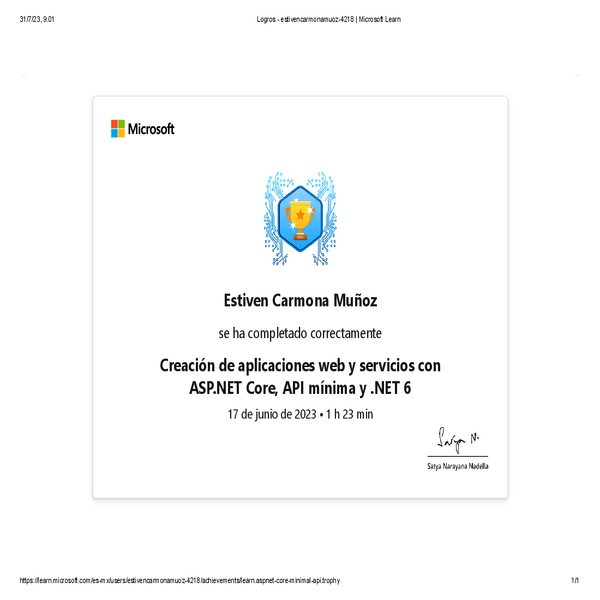 31/7/23, 9:01
Logros - estivencarmonamuoz-4218 | Microsoft Learn
Microsoft
Estiven Carmona Muñoz
se ha completado correctamente
Creación de aplicaciones web y servicios con
ASP.NET Core, API mínima y .NET 6
17 de junio de 2023 • 1 h 23 min
Satya N.
Satya Narayana Nadella
https://learn.microsoft.com/es-mx/users/estivencarmonamuoz-4218/achievements/learn.aspnet-core-minimal-api.trophy
1/1